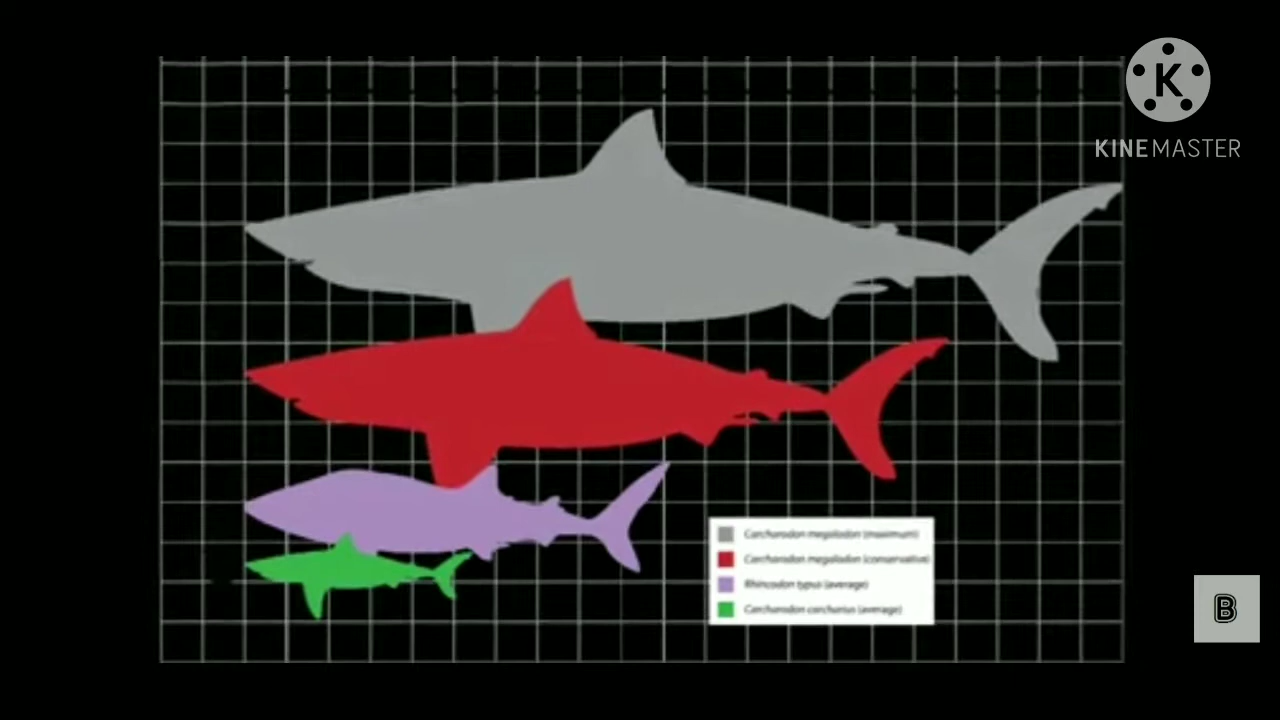 K
KINEMASTER
Carcharodon megalodon (maximum)
Carcharodon megalodon (conservative)
Rhincodon typus (average)
Carcharodon carcharias (average)
B